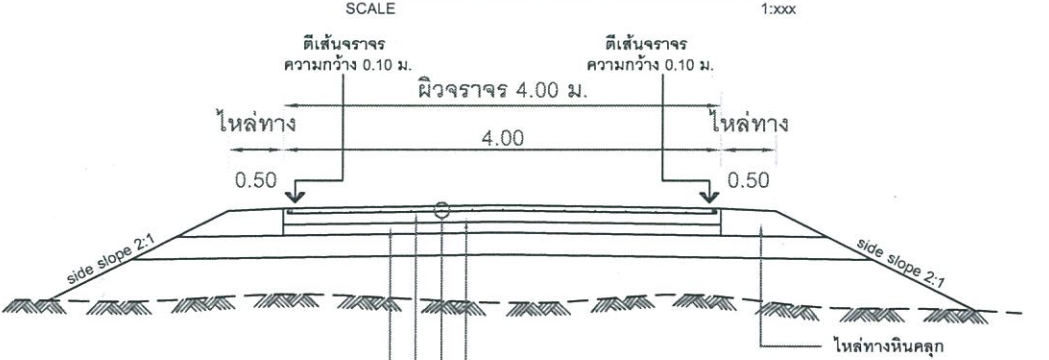 SCALE 1:xxx
ตีเส้นจราจร ตีเส้นจราจร
ความกว้าง 0.10 ม. ความกว้าง 0.10 ม.
ผิวจราจร 4.00 ม.
ไหล่ทาง ไหล่ทาง
4.00
0.50 0.50
side slope 2:1 side slope 2:1
ไหล่ทางหินคลุก